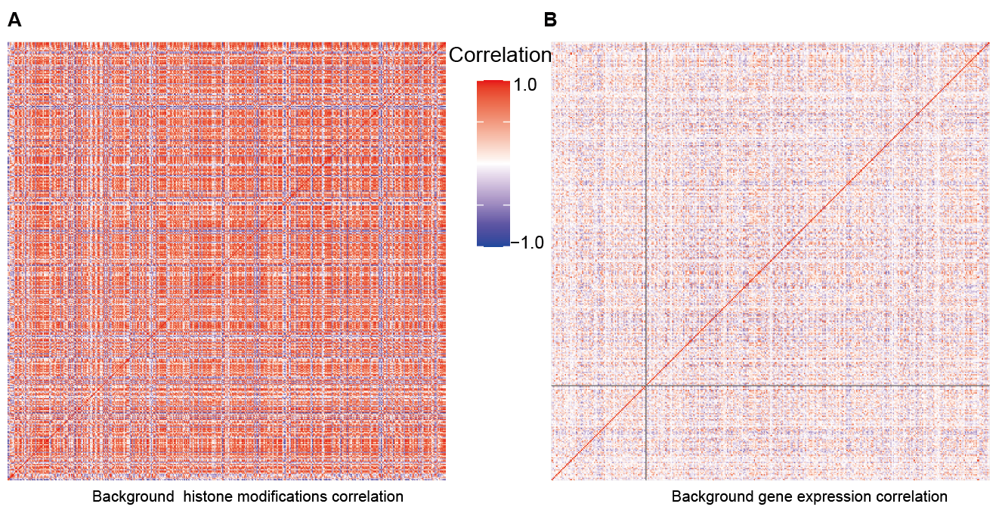 A
B
Correlation
1.0
−1.0
Background  histone modifications correlation
Background gene expression correlation